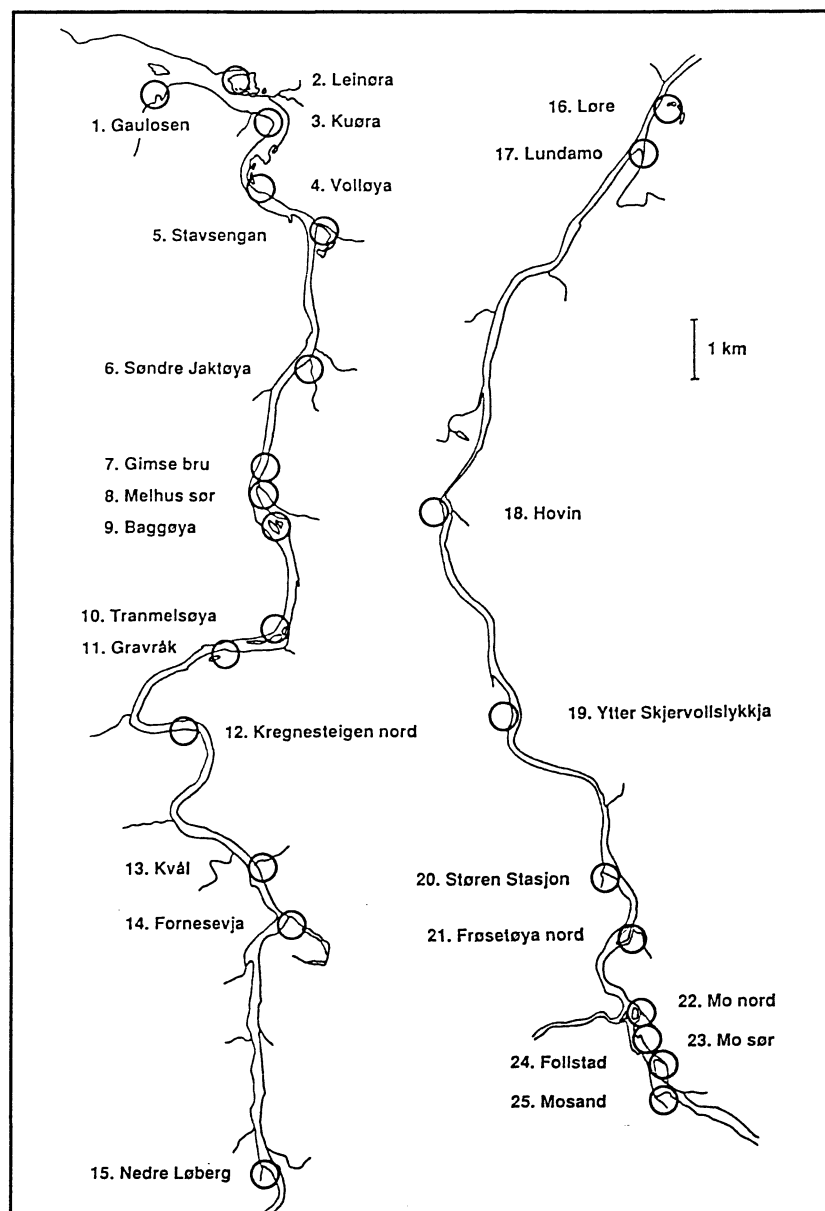 1. Gaulosen
2. Leinøra
3. Kuøra
4. Volløya
5. Stavsengan
6. Søndre Jaktøya
7. Gimse bru
8. Melhus sør
9. Baggøya
10. Tranmelsøya
11. Gravråk
12. Kregnesteigen nord
13. Kvål
14. Fornesevja
15. Nedre Løberg
16. Løre
17. Lundamo
1 km
18. Hovin
19. Ytter Skjervollslykkja
20. Støren Stasjon
21. Frøsetøya nord
22. Mo nord
23. Mo sør
24. Follstad
25. Mosand